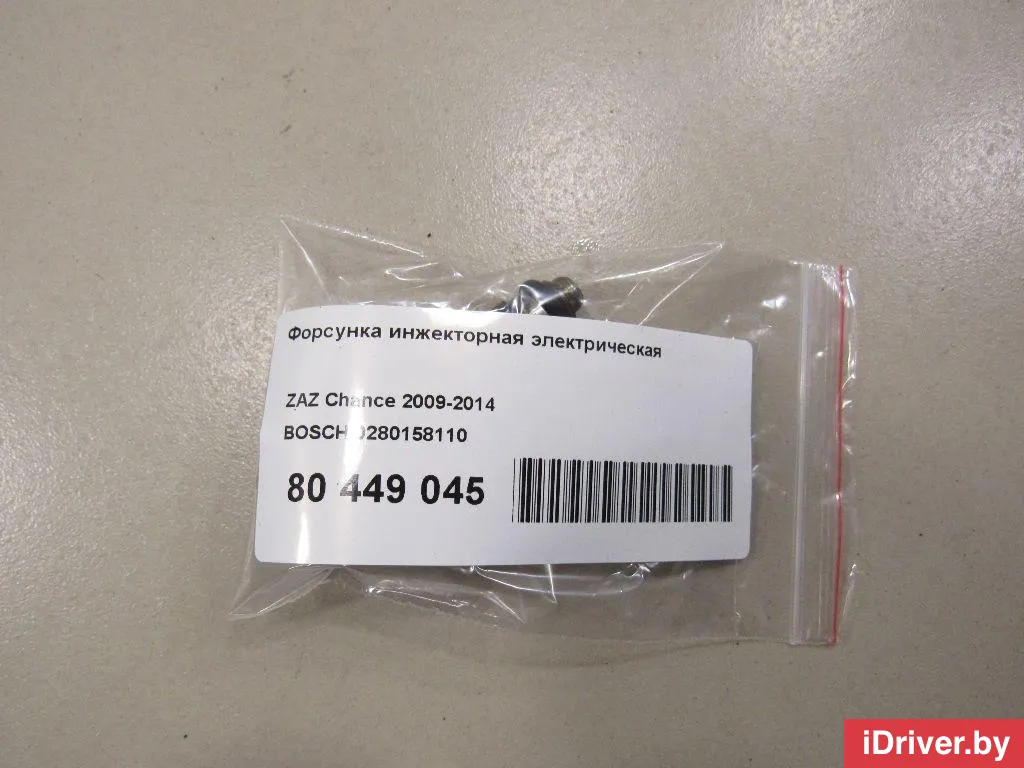 Форсунка инжекторная электрическая
ZAZ Chance 2009-2014
BOSCH 0280158110
80 449 045
iDriver.by